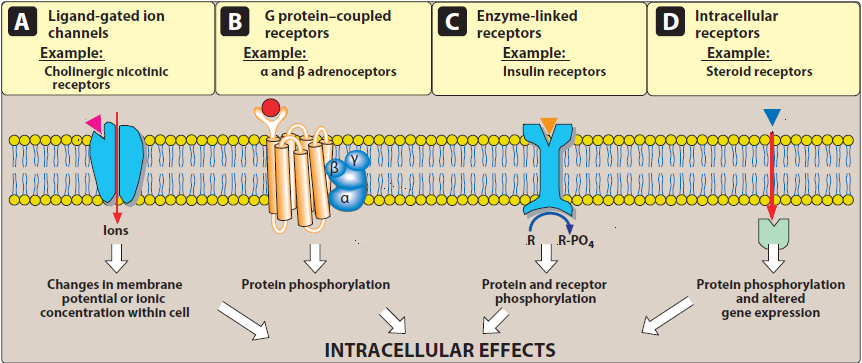 A
Ligand-gated ion
channels
Example:
Cholinergic nicotinic
receptors
B
G protein–coupled
receptors
Example:
α and β adrenoceptors
C
Enzyme-linked
receptors
Example:
Insulin receptors
D
Intracellular
receptors
Example:
Steroid receptors
β
γ
α
Ions
R
R-PO4
Changes in membrane
potential or ionic
concentration within cell
Protein phosphorylation
Protein and receptor
phosphorylation
Protein phosphorylation
and altered
gene expression
INTRACELLULAR EFFECTS